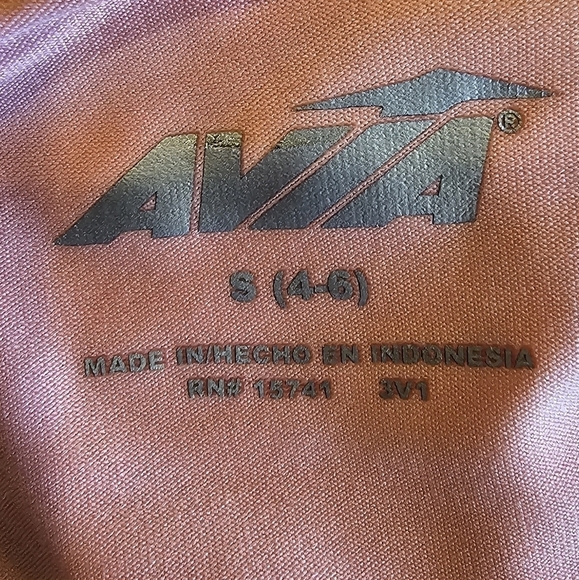 AVIA®
S (4-6)
MADE IN/HECHO EN INDONESIA
RN# 15741 3V1